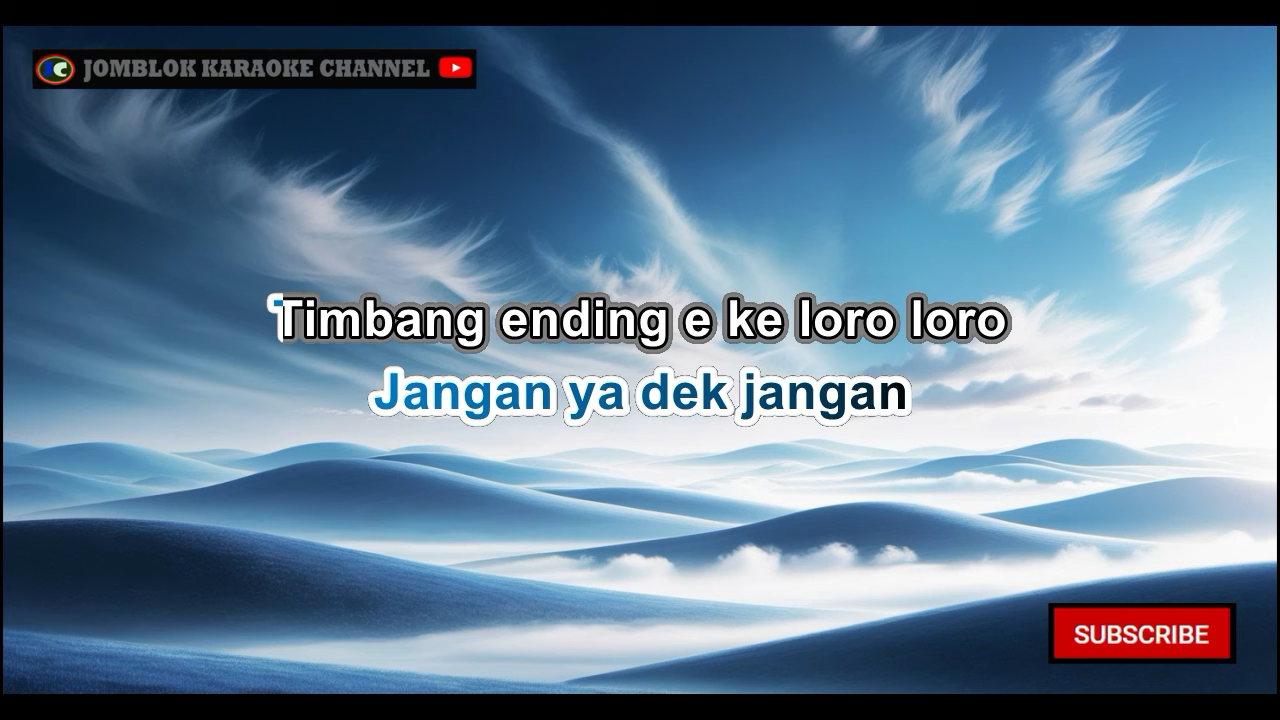 JOMBLOK KARAOKE CHANNEL
Timbang ending e ke loro loro
Jangan ya dek jangan
SUBSCRIBE